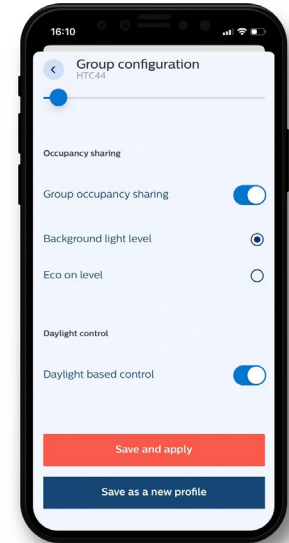 16:10
Group configuration
HTC44
Occupancy sharing
Group occupancy sharing
Background light level
Eco on level
Daylight control
Daylight based control
Save and apply
Save as a new profile